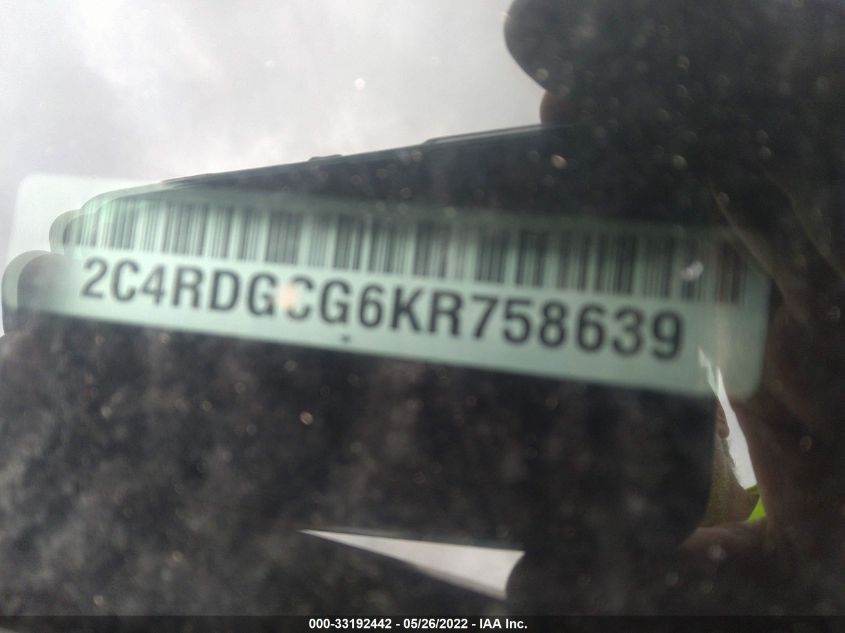 2C4RDGCG6KR758639
000-33192442 - 05/26/2022 - IAA Inc.